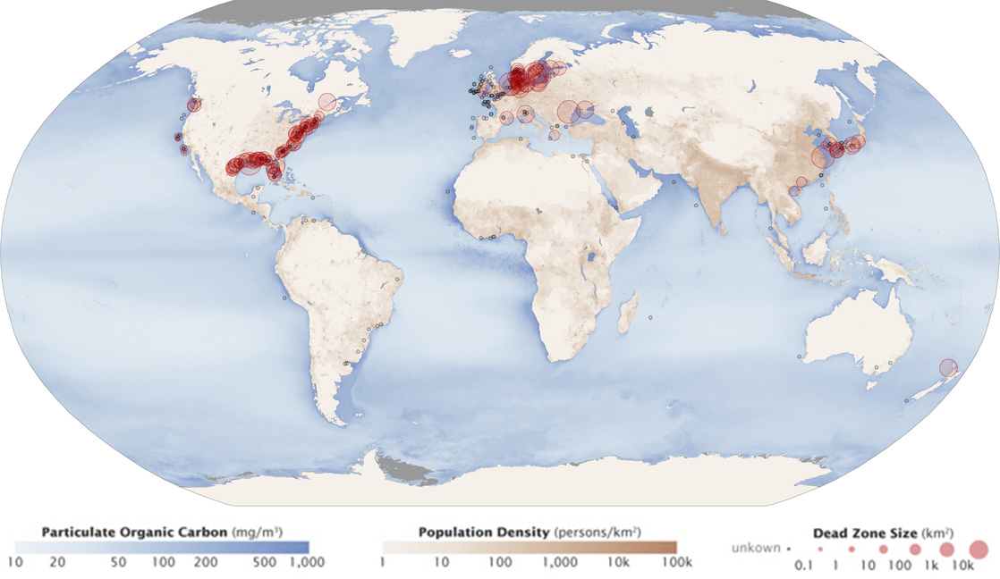 Particulate Organic Carbon (mg/m³)
10 20 50 100 200 500 1,000
Population Density (persons/km²)
1 10 100 1,000 10k 100k
Dead Zone Size (km²)
unkown
0.1 1 10 100 1k 10k